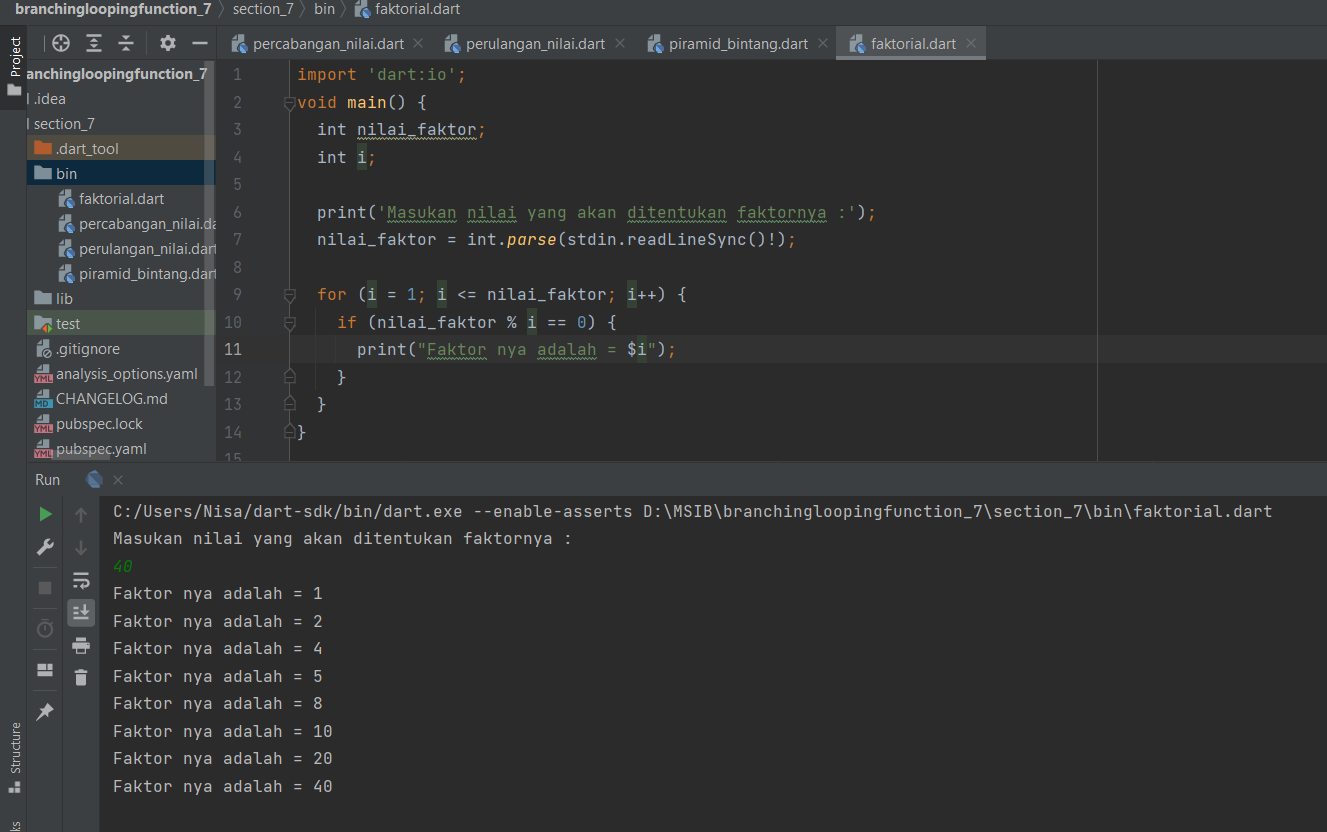 branchingloopingfunction_7 section_7 bin faktorial.dart
Project
percabangan_nilai.dart perulangan_nilai.dart piramid_bintang.dart faktorial.dart
anchingloopingfunction_7
.idea
section_7
.dart_tool
bin
faktorial.dart
percabangan_nilai.da
perulangan_nilai.dart
piramid_bintang.dart
lib
test
.gitignore
analysis_options.yaml
CHANGELOG.md
pubspec.lock
pubspec.yaml
1 import 'dart:io';
2 void main() {
3 int nilai_faktor;
4 int i;
5
6 print('Masukan nilai yang akan ditentukan faktornya :');
7 nilai_faktor = int.parse(stdin.readLineSync()!);
8
9 for (i = 1; i <= nilai_faktor; i++) {
10 if (nilai_faktor % i == 0) {
11 print("Faktor nya adalah = $i");
12 }
13 }
14 }
15
Run
C:/Users/Nisa/dart-sdk/bin/dart.exe --enable-asserts D:\MSIB\branchingloopingfunction_7\section_7\bin\faktorial.dart
Masukan nilai yang akan ditentukan faktornya :
40
Faktor nya adalah = 1
Faktor nya adalah = 2
Faktor nya adalah = 4
Faktor nya adalah = 5
Faktor nya adalah = 8
Faktor nya adalah = 10
Faktor nya adalah = 20
Faktor nya adalah = 40
Structure